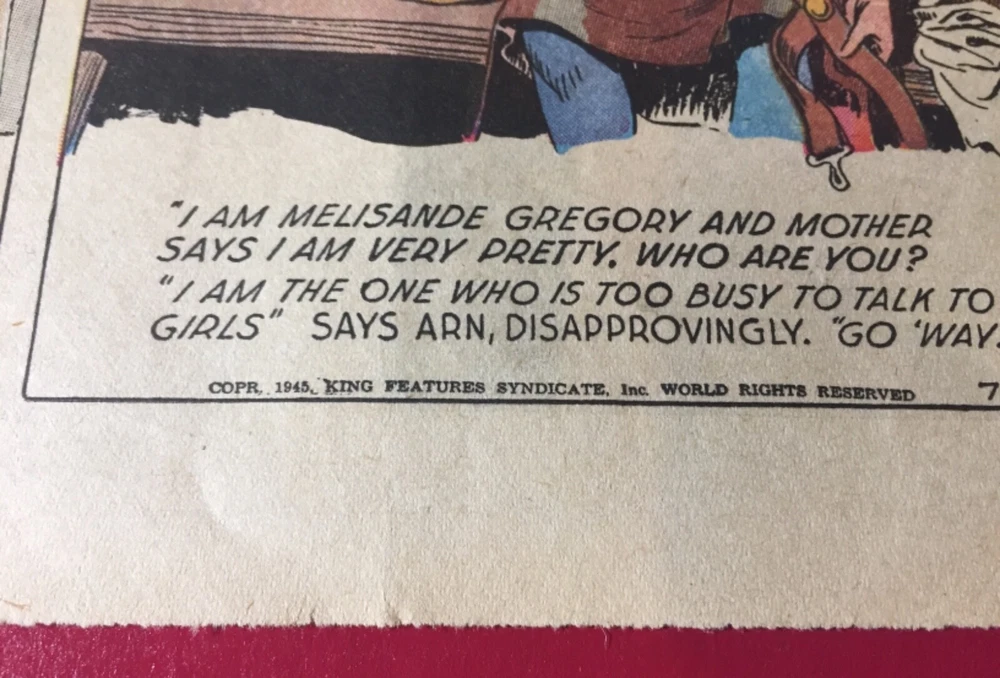 "I AM MELISANDE GREGORY AND MOTHER
SAYS I AM VERY PRETTY. WHO ARE YOU?
"I AM THE ONE WHO IS TOO BUSY TO TALK TO
GIRLS" SAYS ARN, DISAPPROVINGLY. "GO 'WAY.
COPR. 1945, KING FEATURES SYNDICATE, Inc. WORLD RIGHTS RESERVED 7